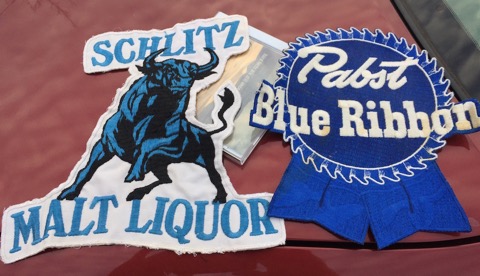 SCHLITZ
MALT LIQUOR
Pabst
Blue Ribbon